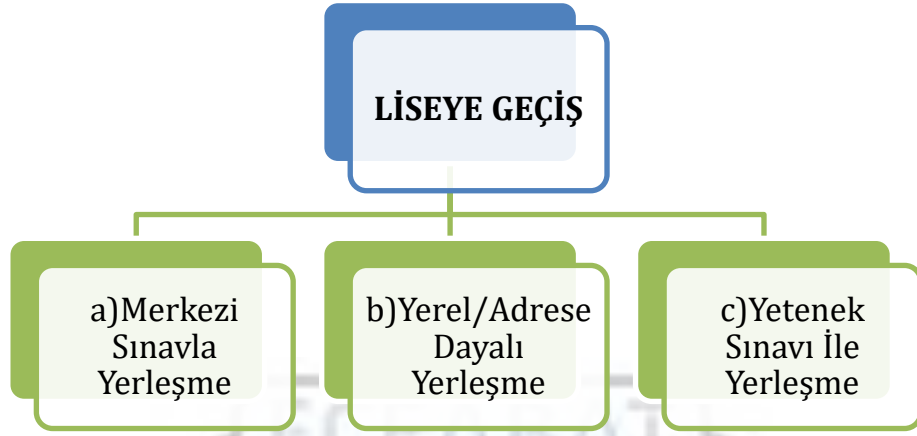 LİSEYE GEÇİŞ
a)Merkezi
Sınavla
Yerleşme
b)Yerel/Adrese
Dayalı
Yerleşme
c)Yetenek
Sınavı İle
Yerleşme